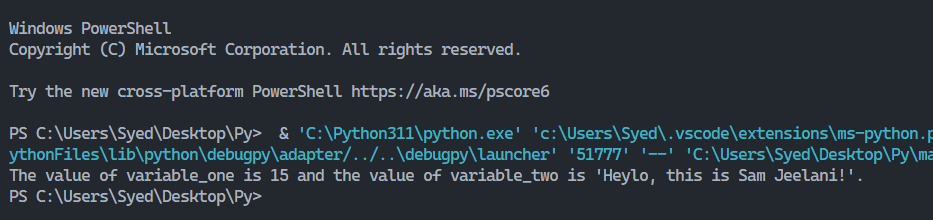 Windows PowerShell
Copyright (C) Microsoft Corporation. All rights reserved.
Try the new cross-platform PowerShell https://aka.ms/pscore6
PS C:\Users\Syed\Desktop\Py>  & 'C:\Python311\python.exe' 'c:\Users\Syed\.vscode\extensions\ms-python.p
ythonFiles\lib\python\debugpy\adapter/../..\debugpy\launcher' '51777' '--' 'C:\Users\Syed\Desktop\Py\ma
The value of variable_one is 15 and the value of variable_two is 'Heylo, this is Sam Jeelani!'.
PS C:\Users\Syed\Desktop\Py>